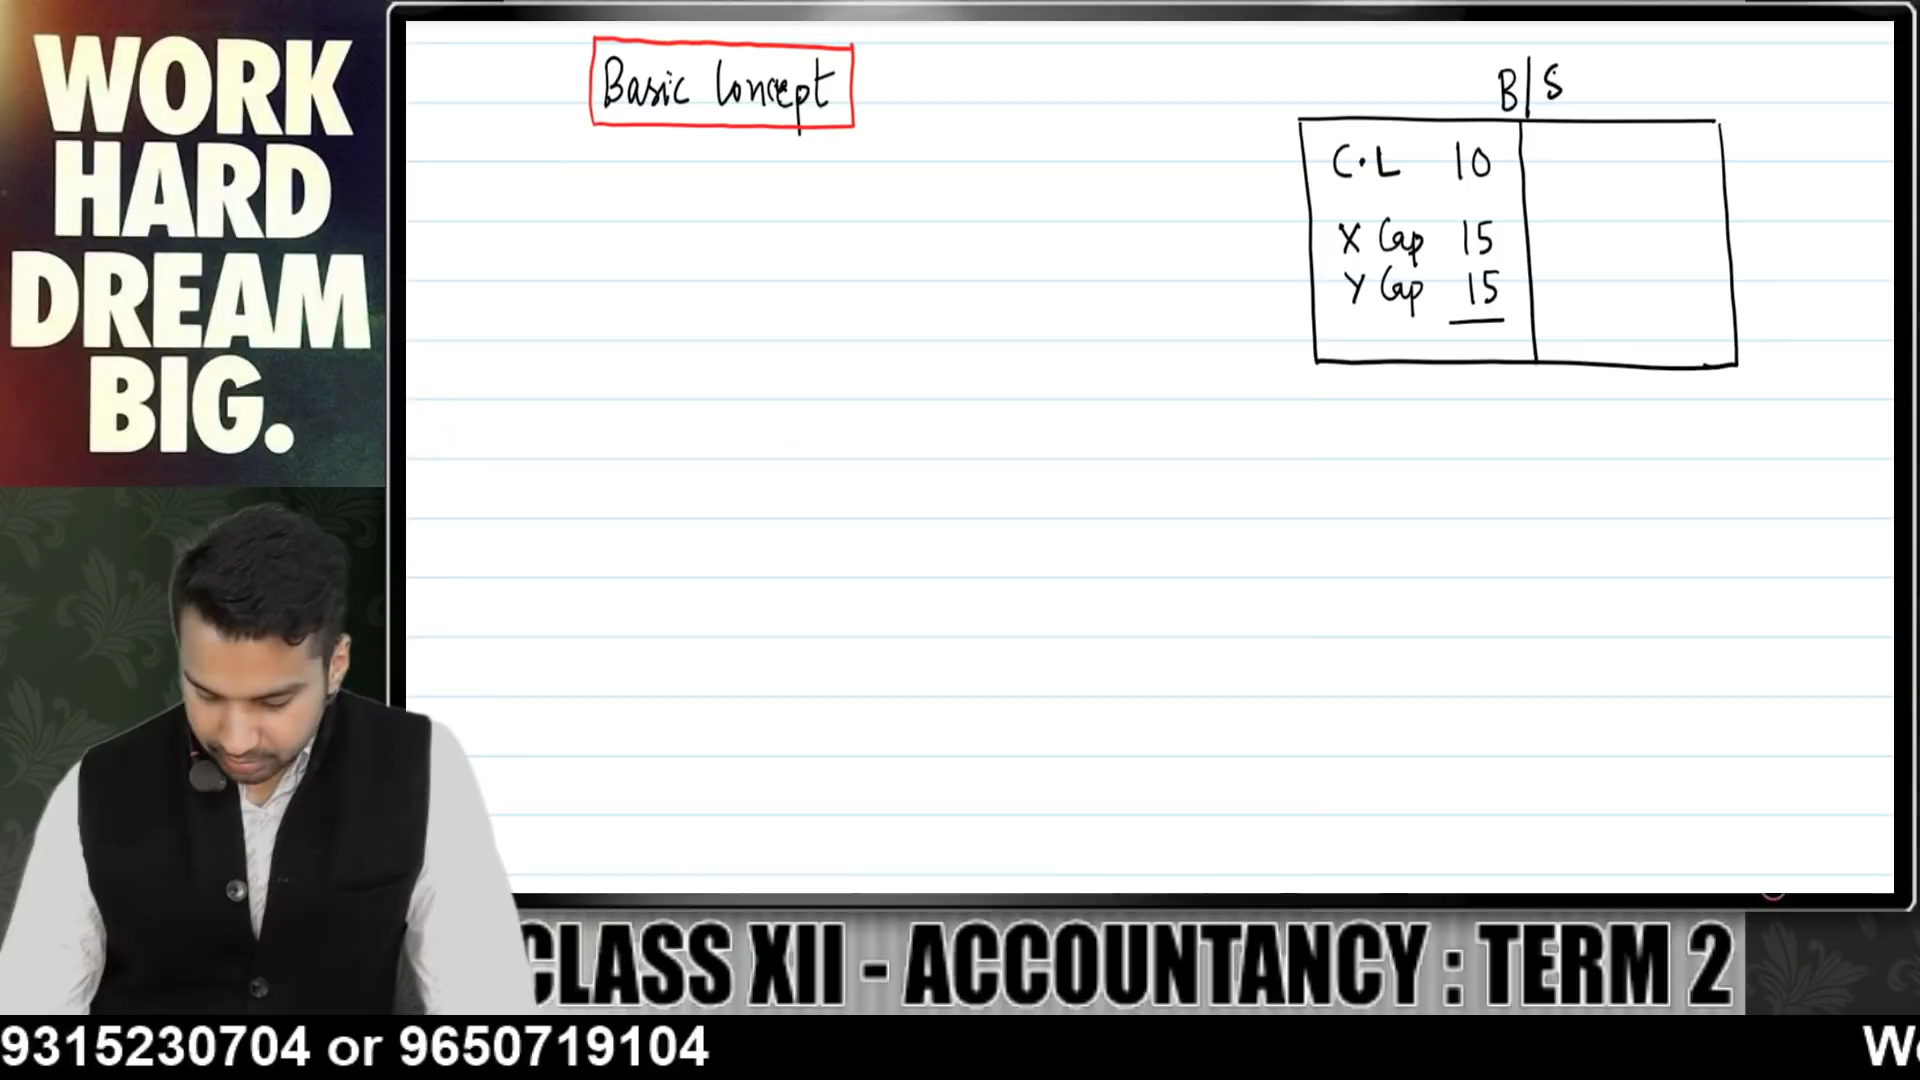 WORK
HARD
DREAM
BIG.
Basic Concept
B/S
C.L 10
X Cap 15
Y Cap 15
CLASS XII - ACCOUNTANCY : TERM 2
9315230704 or 9650719104